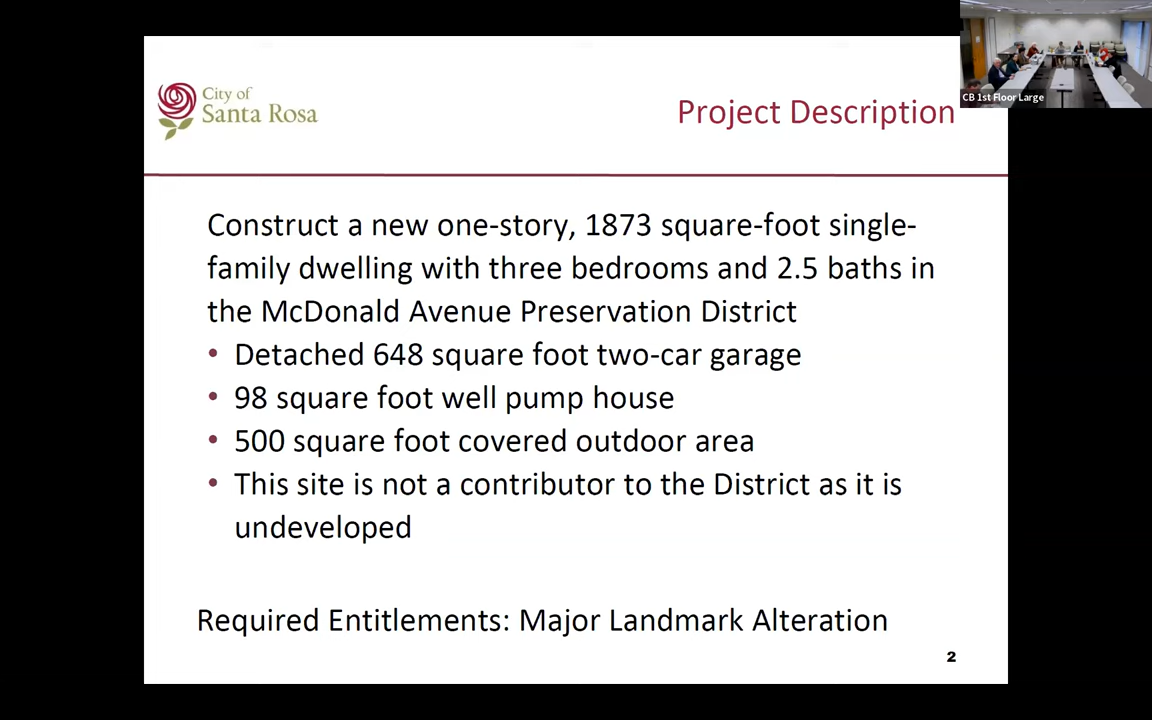 City of
Santa Rosa
Project Description
CB 1st Floor Large
Construct a new one-story, 1873 square-foot single-
family dwelling with three bedrooms and 2.5 baths in
the McDonald Avenue Preservation District
• Detached 648 square foot two-car garage
• 98 square foot well pump house
• 500 square foot covered outdoor area
• This site is not a contributor to the District as it is
undeveloped
Required Entitlements: Major Landmark Alteration
2